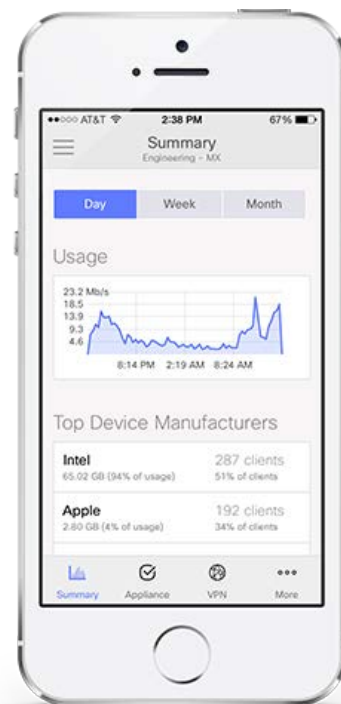 AT&T 2:38 PM 67%
Summary
Engineering - MX
Day Week Month
Usage
23.2 Mb/s
18.5
13.9
9.3
4.6
8:14 PM 2:19 AM 8:24 AM
Top Device Manufacturers
Intel 287 clients
65.02 GB (94% of usage) 51% of clients
Apple 192 clients
2.80 GB (4% of usage) 34% of clients
Summary Appliance VPN More